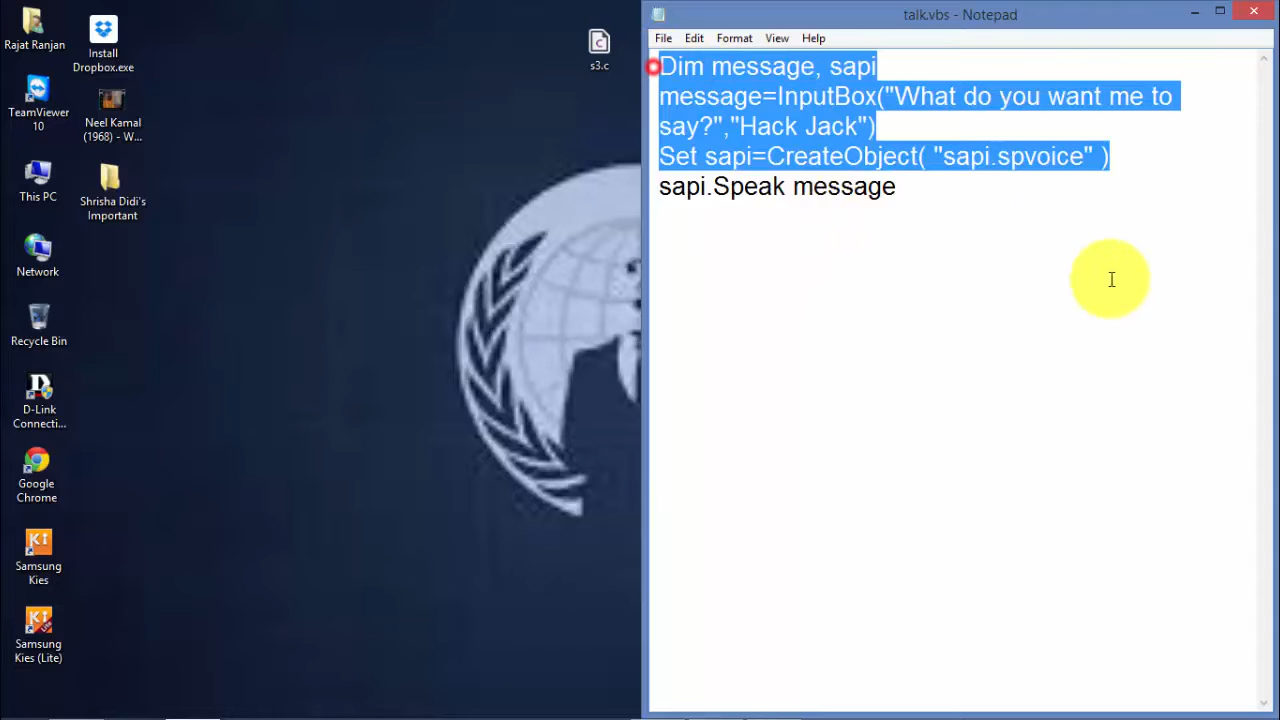 Rajat Ranjan
Install
Dropbox.exe
s3.c
TeamViewer
10
Neel Kamal
(1968) - W...
This PC
Shrisha Didi's
Important
Network
Recycle Bin
D-Link
Connecti...
Google
Chrome
Samsung
Kies
Samsung
Kies (Lite)
talk.vbs - Notepad
File Edit Format View Help
Dim message, sapi
message=InputBox("What do you want me to
say?","Hack Jack")
Set sapi=CreateObject( "sapi.spvoice" )
sapi.Speak message